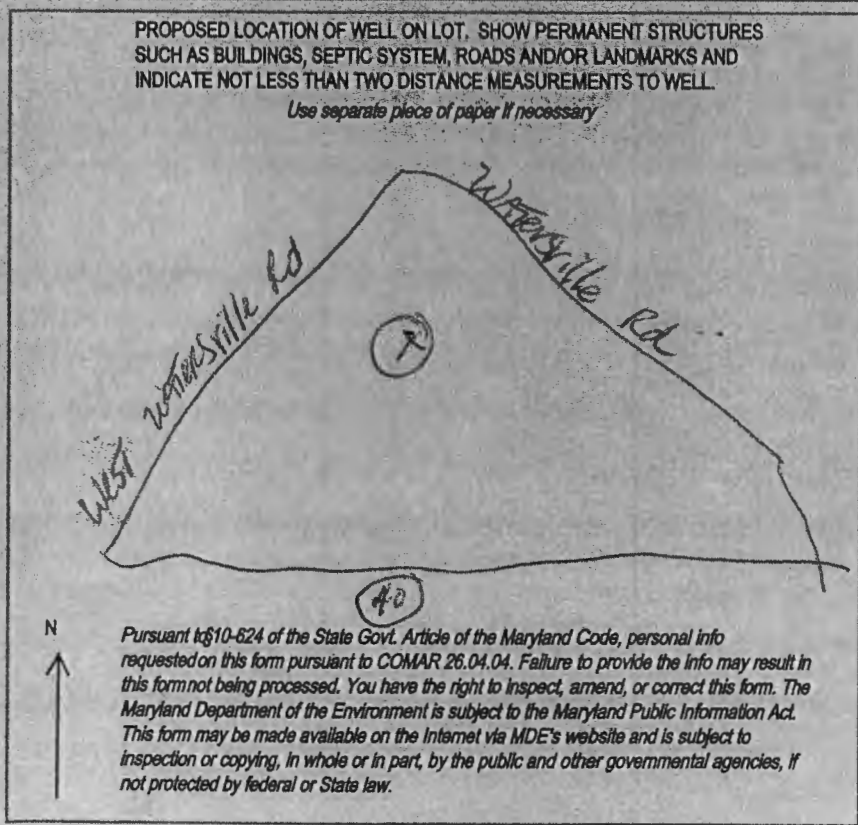 PROPOSED LOCATION OF WELL ON LOT. SHOW PERMANENT STRUCTURES
SUCH AS BUILDINGS, SEPTIC SYSTEM, ROADS AND/OR LANDMARKS AND
INDICATE NOT LESS THAN TWO DISTANCE MEASUREMENTS TO WELL.
Use separate piece of paper if necessary
West Watersville Rd
Watersville Rd
40
N
Pursuant to§10-624 of the State Govt. Article of the Maryland Code, personal info
requested on this form pursuant to COMAR 26.04.04. Failure to provide the info may result in
this form not being processed. You have the right to inspect, amend, or correct this form. The
Maryland Department of the Environment is subject to the Maryland Public Information Act.
This form may be made available on the Internet via MDE's website and is subject to
inspection or copying, in whole or in part, by the public and other governmental agencies, if
not protected by federal or State law.